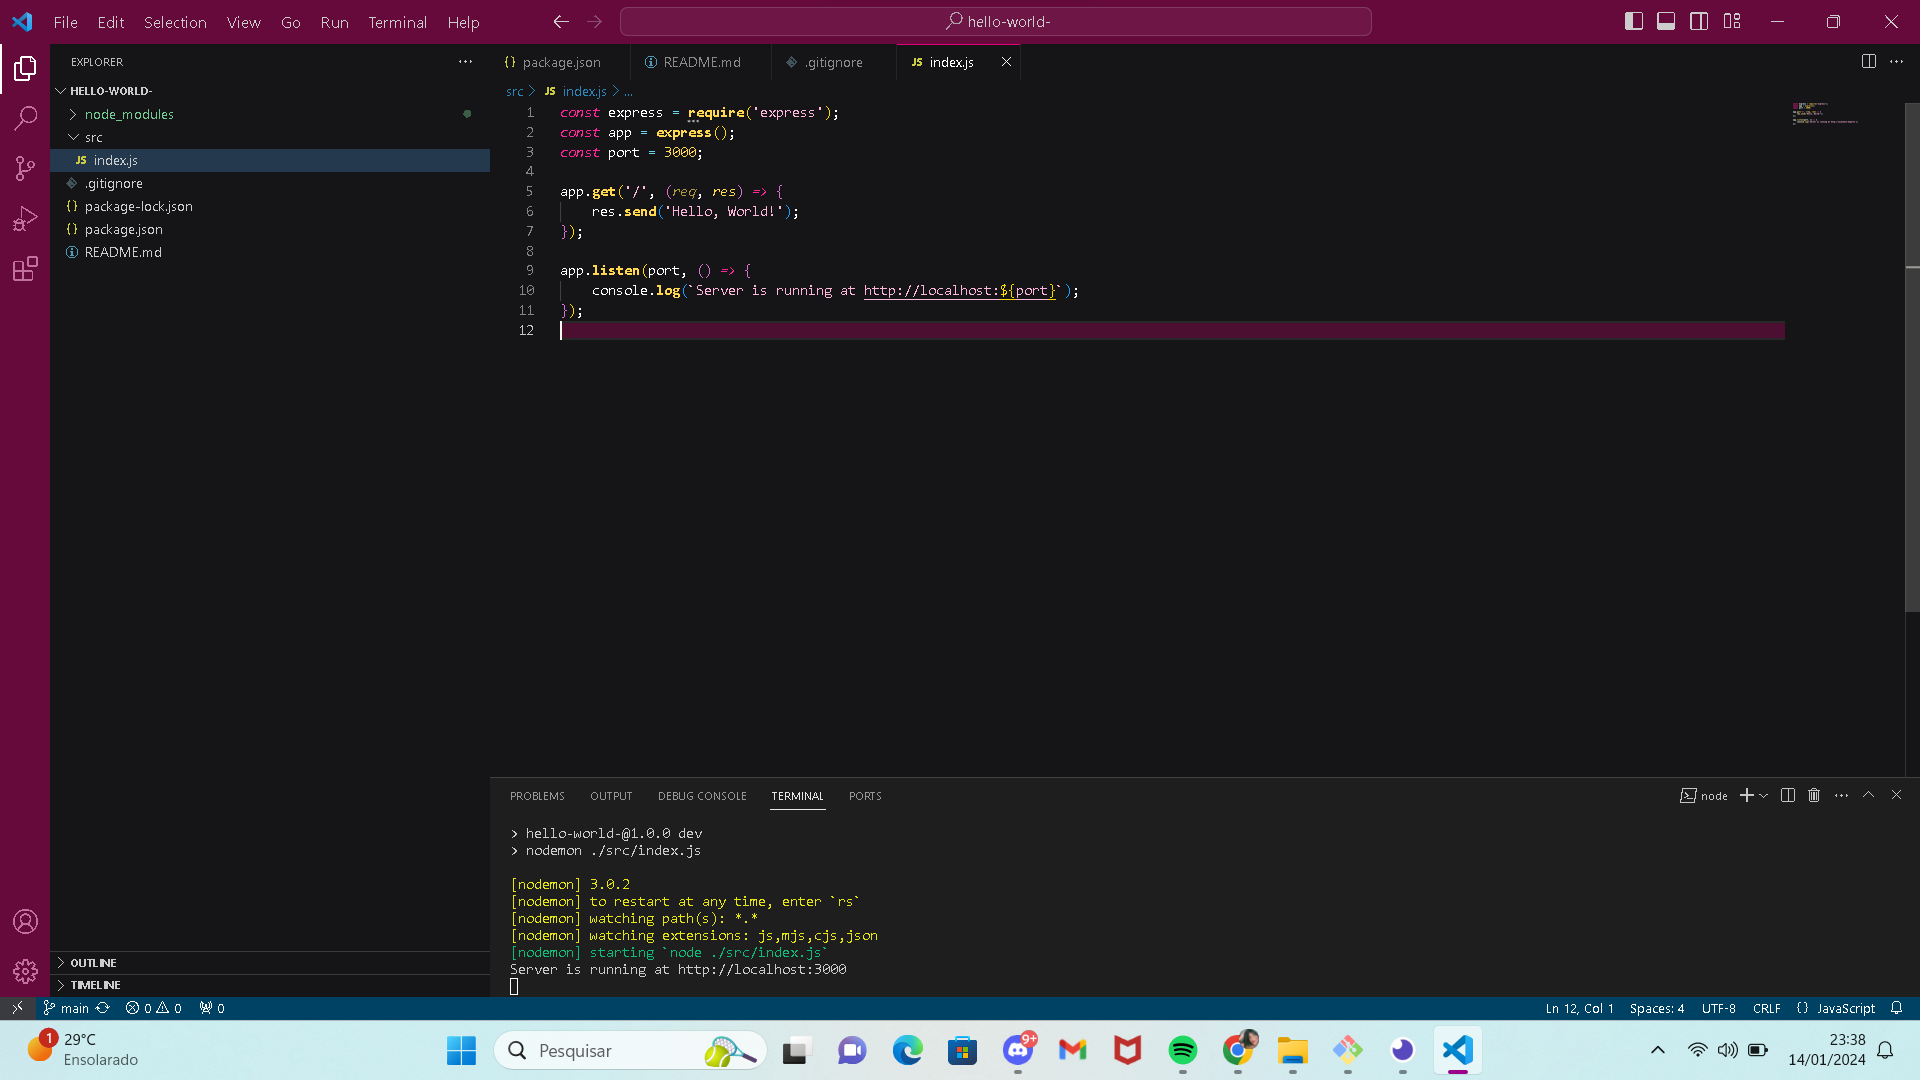 File Edit Selection View Go Run Terminal Help
hello-world-
EXPLORER
HELLO-WORLD-
node_modules
src
JS index.js
.gitignore
{} package-lock.json
{} package.json
README.md
OUTLINE
TIMELINE
{} package.json README.md .gitignore JS index.js
src > JS index.js > ...
1 const express = require('express');
2 const app = express();
3 const port = 3000;
4
5 app.get('/', (req, res) => {
6 res.send('Hello, World!');
7 });
8
9 app.listen(port, () => {
10 console.log(`Server is running at http://localhost:${port}`);
11 });
12
PROBLEMS OUTPUT DEBUG CONSOLE TERMINAL PORTS
node
> hello-world-@1.0.0 dev
> nodemon ./src/index.js
[nodemon] 3.0.2
[nodemon] to restart at any time, enter `rs`
[nodemon] watching path(s): *.*
[nodemon] watching extensions: js,mjs,cjs,json
[nodemon] starting `node ./src/index.js`
Server is running at http://localhost:3000
main 0 0 0
Ln 12, Col 1 Spaces: 4 UTF-8 CRLF {} JavaScript
1
29°C
Ensolarado
Pesquisar
9+
23:38
14/01/2024